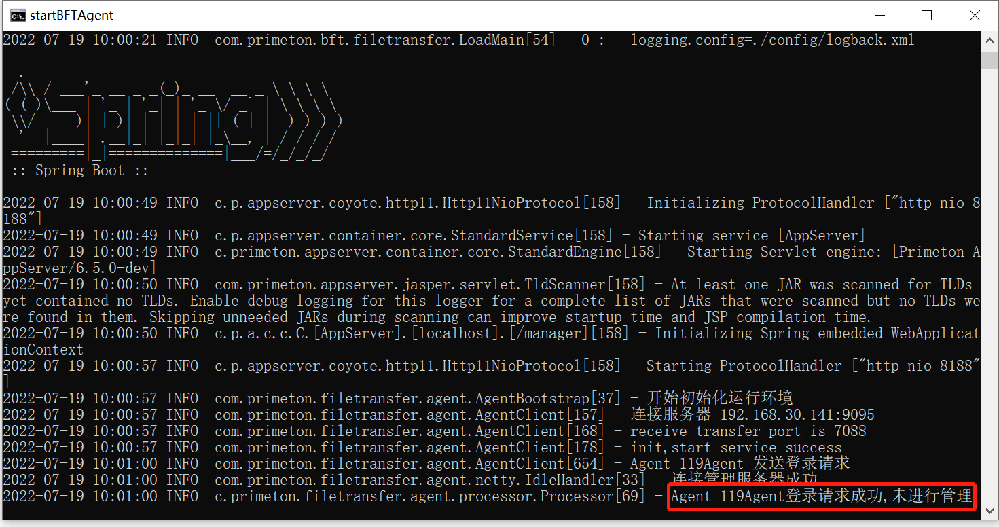 startBFTAgent
2022-07-19 10:00:21 INFO  com.primeton.bft.filetransfer.LoadMain[54] - 0 : --logging.config=./config/logback.xml
Spring
:: Spring Boot ::
2022-07-19 10:00:49 INFO  c.p.appserver.coyote.http11.Http11NioProtocol[158] - Initializing ProtocolHandler ["http-nio-8
188"]
2022-07-19 10:00:49 INFO  c.p.appserver.container.core.StandardService[158] - Starting service [AppServer]
2022-07-19 10:00:49 INFO  c.primeton.appserver.container.core.StandardEngine[158] - Starting Servlet engine: [Primeton A
ppServer/6.5.0-dev]
2022-07-19 10:00:50 INFO  com.primeton.appserver.jasper.servlet.TldScanner[158] - At least one JAR was scanned for TLDs
yet contained no TLDs. Enable debug logging for this logger for a complete list of JARs that were scanned but no TLDs we
re found in them. Skipping unneeded JARs during scanning can improve startup time and JSP compilation time.
2022-07-19 10:00:50 INFO  c.p.a.c.c.C.[AppServer].[localhost].[/manager][158] - Initializing Spring embedded WebApplicat
ionContext
2022-07-19 10:00:57 INFO  c.p.appserver.coyote.http11.Http11NioProtocol[158] - Starting ProtocolHandler ["http-nio-8188"
]
2022-07-19 10:00:57 INFO  com.primeton.filetransfer.agent.AgentBootstrap[37] - 开始初始化运行环境
2022-07-19 10:00:57 INFO  com.primeton.filetransfer.agent.AgentClient[157] - 连接服务器 192.168.30.141:9095
2022-07-19 10:00:57 INFO  com.primeton.filetransfer.agent.AgentClient[168] - receive transfer port is 7088
2022-07-19 10:00:57 INFO  com.primeton.filetransfer.agent.AgentClient[178] - init,start service success
2022-07-19 10:01:00 INFO  com.primeton.filetransfer.agent.AgentClient[654] - Agent 119Agent 发送登录请求
2022-07-19 10:01:00 INFO  com.primeton.filetransfer.agent.netty.IdleHandler[33] - 连接管理服务器成功
2022-07-19 10:01:00 INFO  c.primeton.filetransfer.agent.processor.Processor[69] - Agent 119Agent登录请求成功,未进行管理